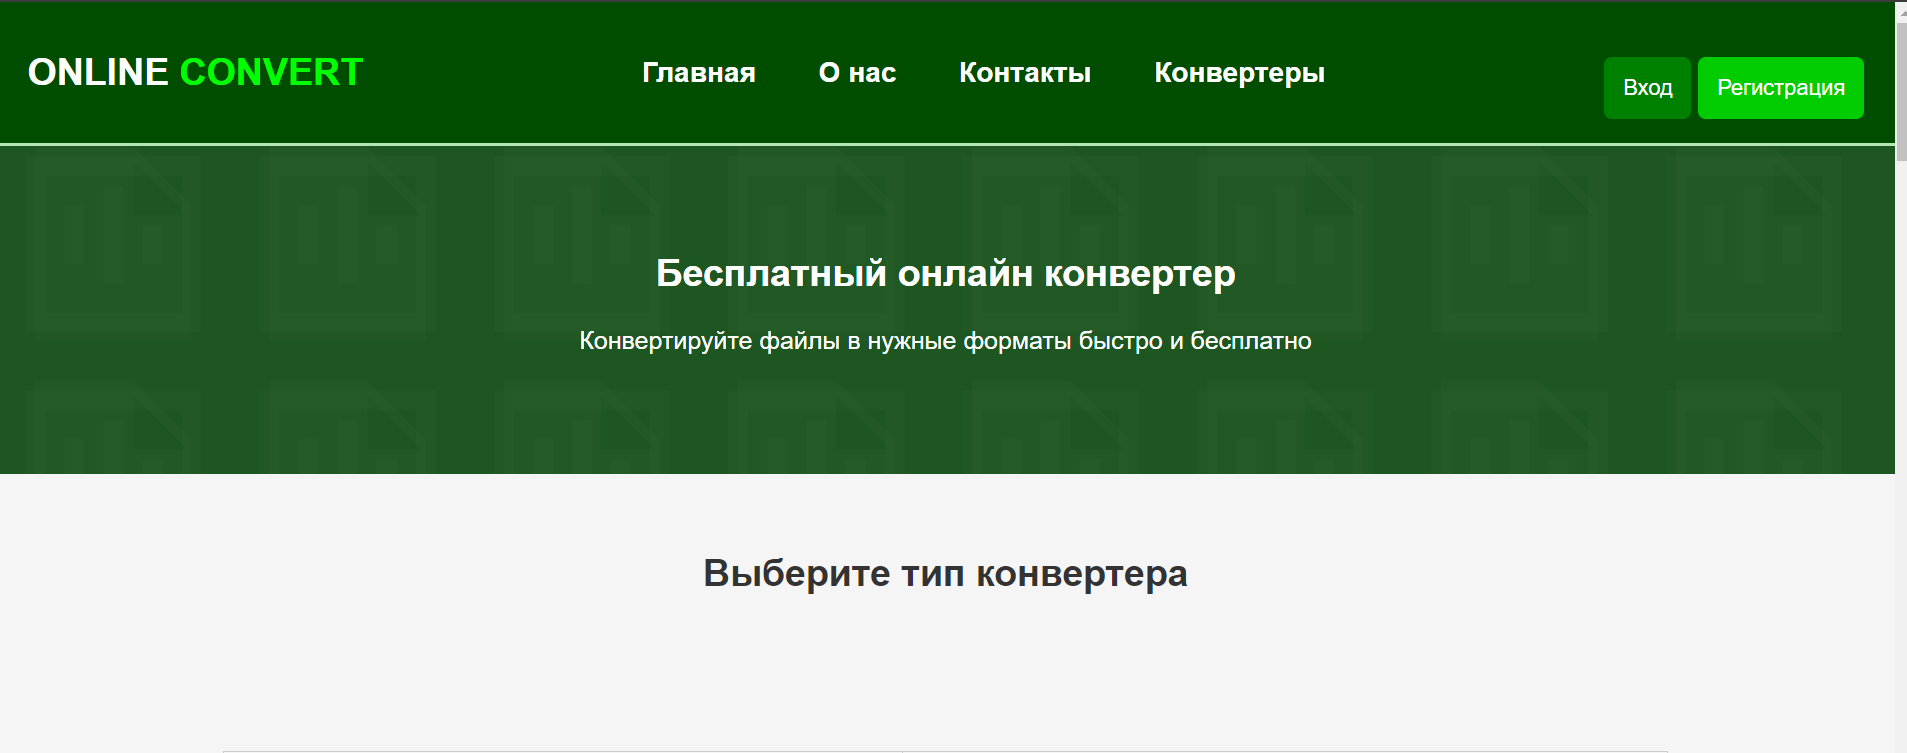 ONLINE CONVERT
Главная О нас Контакты Конвертеры
Вход Регистрация
Бесплатный онлайн конвертер
Конвертируйте файлы в нужные форматы быстро и бесплатно
Выберите тип конвертера